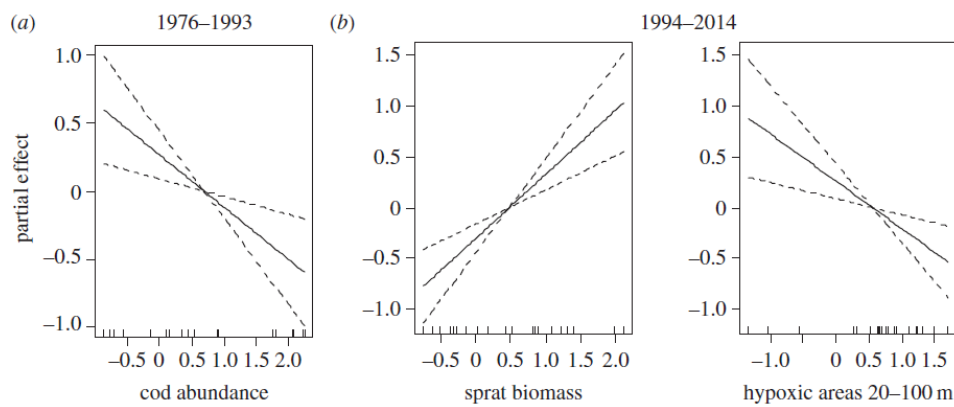 (a) 1976–1993 (b) 1994–2014
partial effect
1.0
0.5
0
–0.5
–1.0
–0.5 0 0.5 1.0 1.5 2.0
cod abundance
1.5
1.0
0.5
0
–0.5
–1.0
–0.5 0 0.5 1.0 1.5 2.0
sprat biomass
1.5
1.0
0.5
0
–0.5
–1.0
–1.0 –0.5 0 0.5 1.0 1.5
hypoxic areas 20–100 m